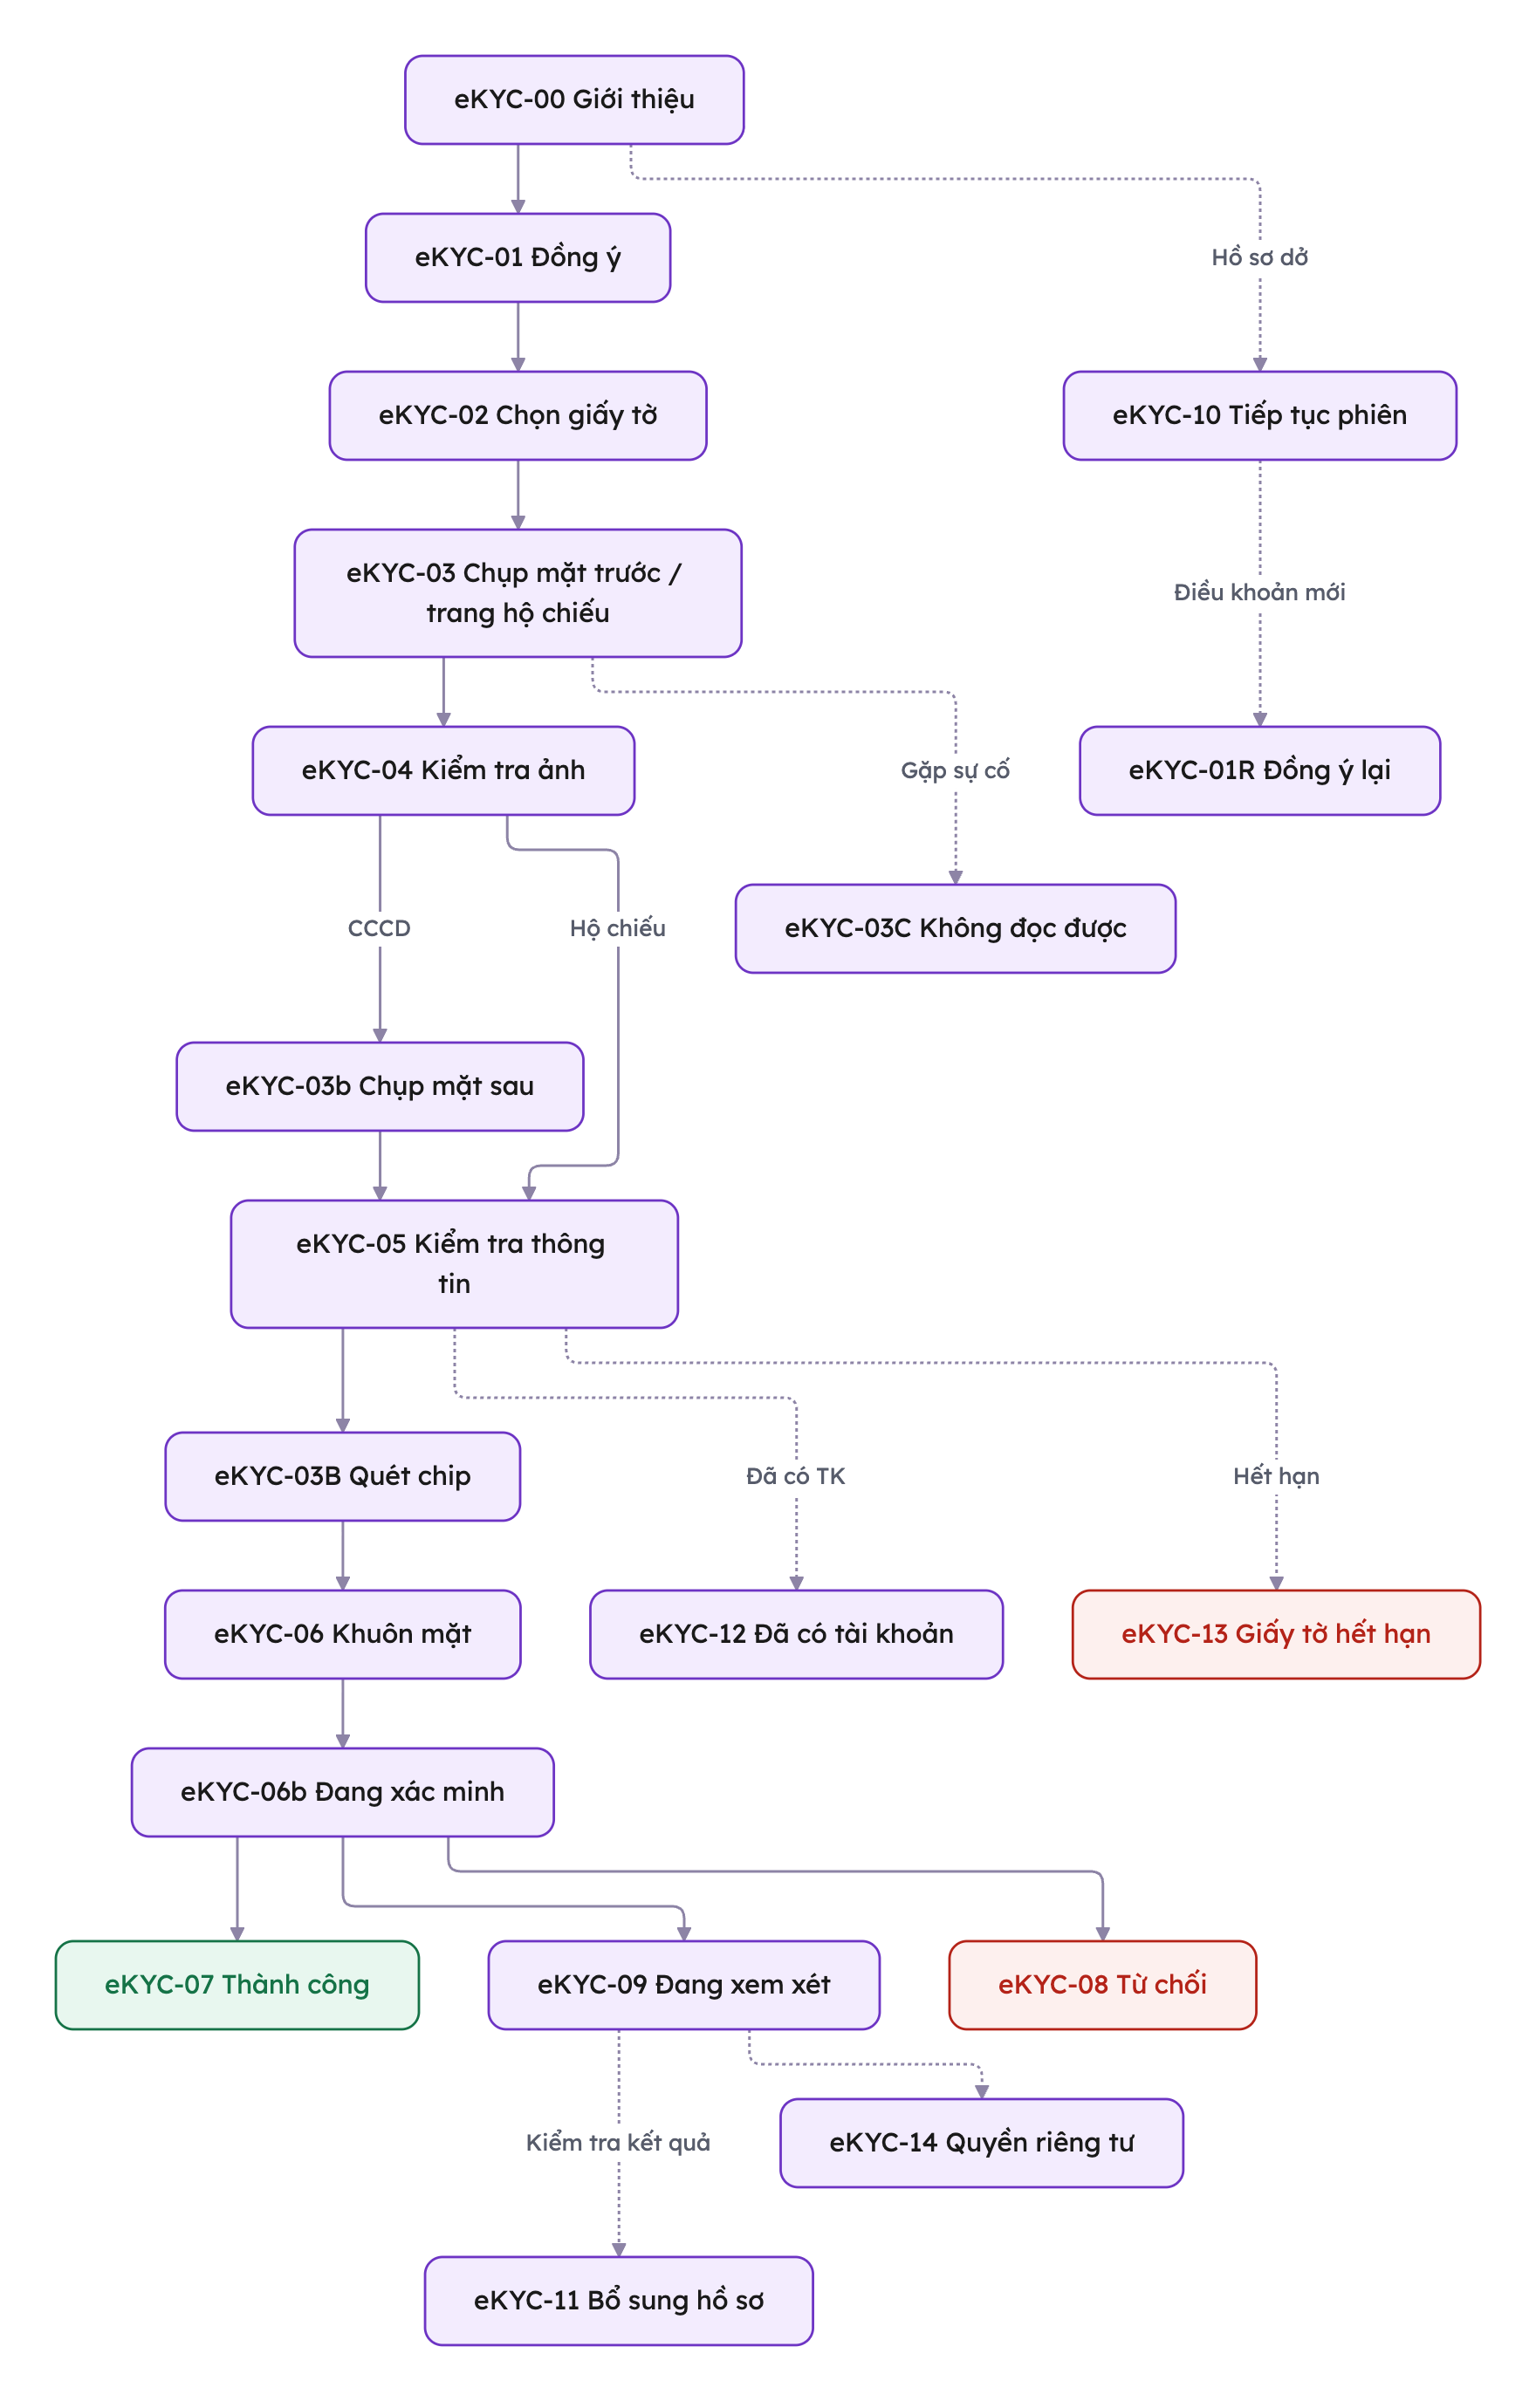 eKYC-00 Giới thiệu
eKYC-01 Đồng ý
Hồ sơ dở
eKYC-02 Chọn giấy tờ
eKYC-10 Tiếp tục phiên
eKYC-03 Chụp mặt trước /
trang hộ chiếu
Điều khoản mới
eKYC-04 Kiểm tra ảnh
Gặp sự cố
eKYC-01R Đồng ý lại
CCCD
Hộ chiếu
eKYC-03C Không đọc được
eKYC-03b Chụp mặt sau
eKYC-05 Kiểm tra thông
tin
eKYC-03B Quét chip
Đã có TK
Hết hạn
eKYC-06 Khuôn mặt
eKYC-12 Đã có tài khoản
eKYC-13 Giấy tờ hết hạn
eKYC-06b Đang xác minh
eKYC-07 Thành công
eKYC-09 Đang xem xét
eKYC-08 Từ chối
Kiểm tra kết quả
eKYC-14 Quyền riêng tư
eKYC-11 Bổ sung hồ sơ